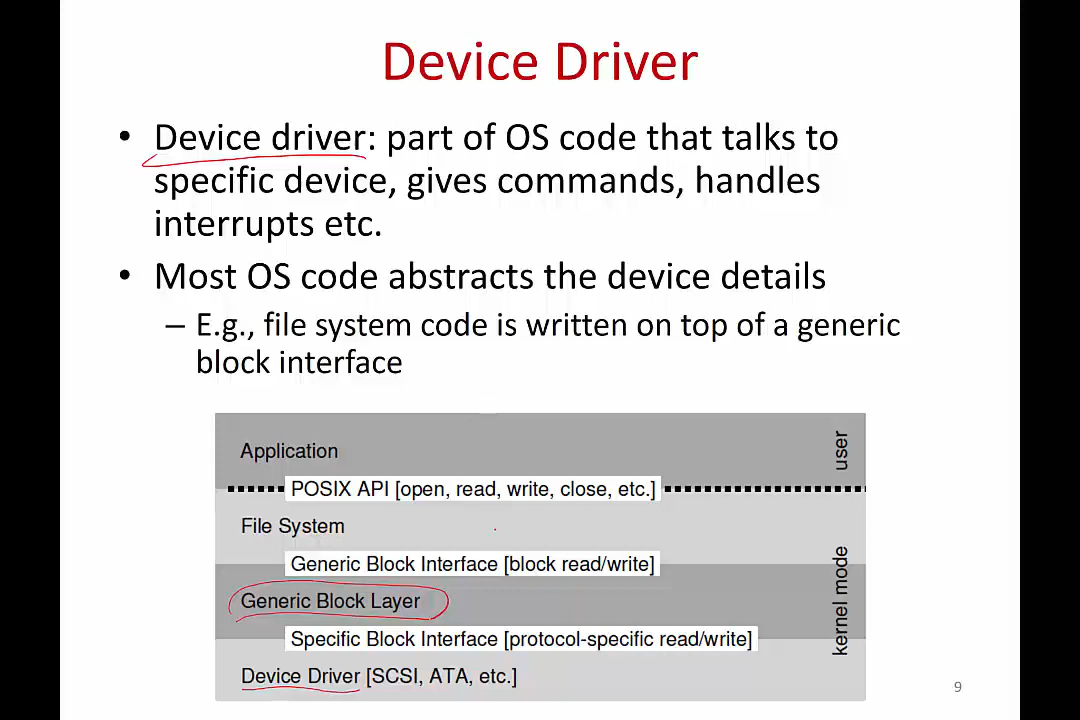 Device Driver
• Device driver: part of OS code that talks to
specific device, gives commands, handles
interrupts etc.
• Most OS code abstracts the device details
– E.g., file system code is written on top of a generic
block interface
Application
user
POSIX API [open, read, write, close, etc.]
File System
Generic Block Interface [block read/write]
Generic Block Layer
kernel mode
Specific Block Interface [protocol-specific read/write]
Device Driver [SCSI, ATA, etc.]
9